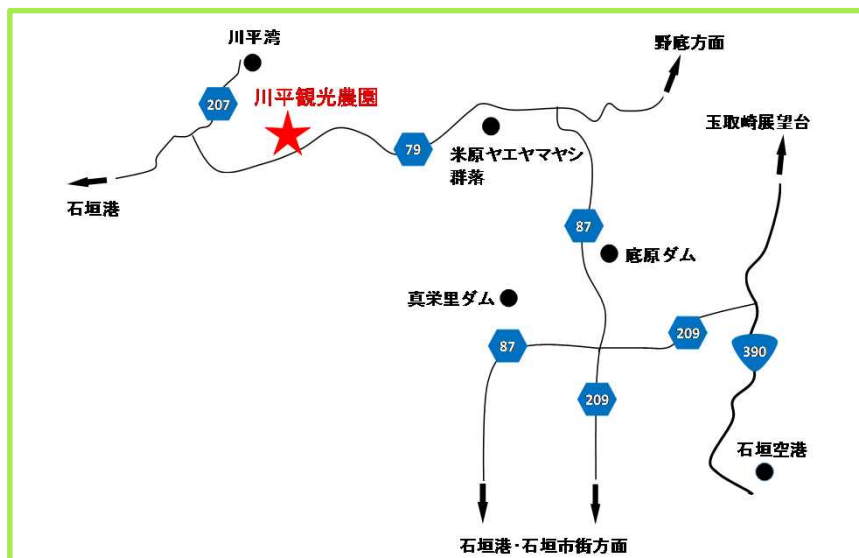 川平湾
野底方面
207
川平観光農園
玉取崎展望台
79
米原ヤエヤマヤシ
群落
石垣港
87
底原ダム
真栄里ダム
87
209
390
209
石垣空港
石垣港・石垣市街方面